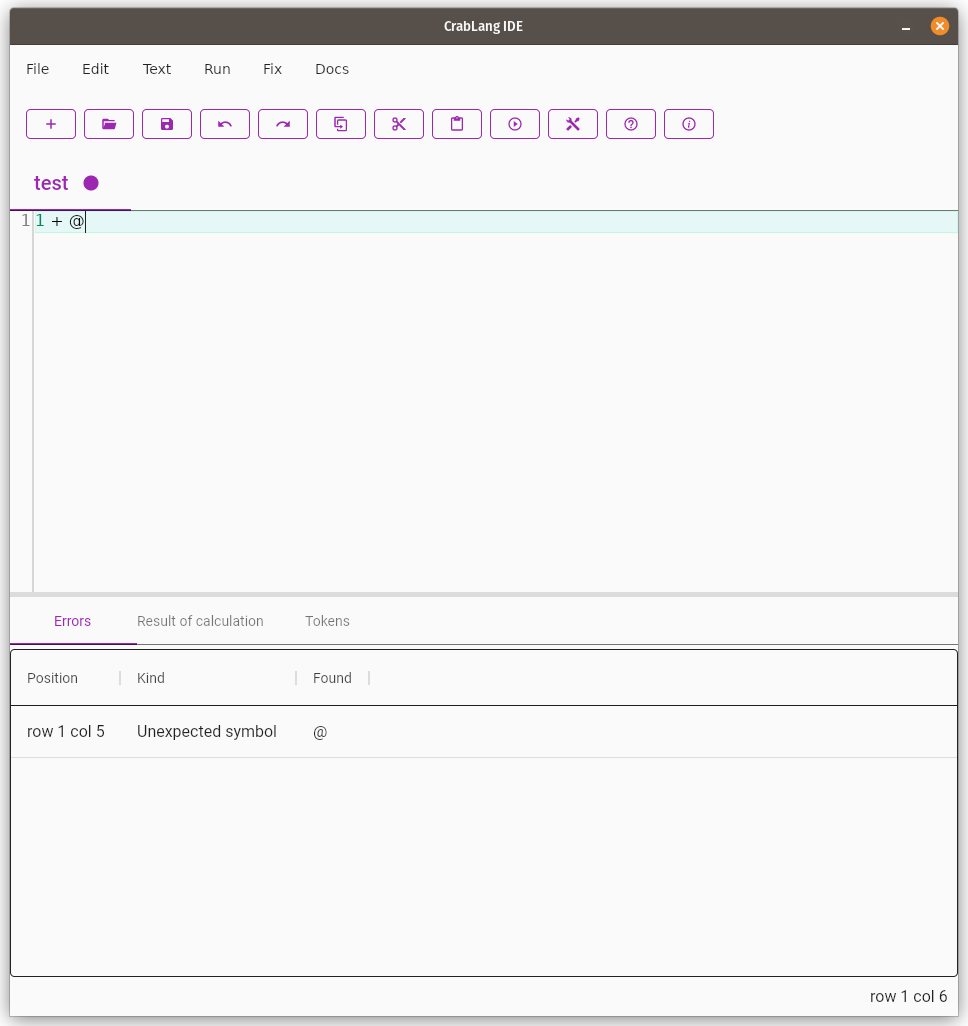 CrabLang IDE
File Edit Text Run Fix Docs
test
1 1 + @
Errors Result of calculation Tokens
Position Kind Found
row 1 col 5 Unexpected symbol @
row 1 col 6